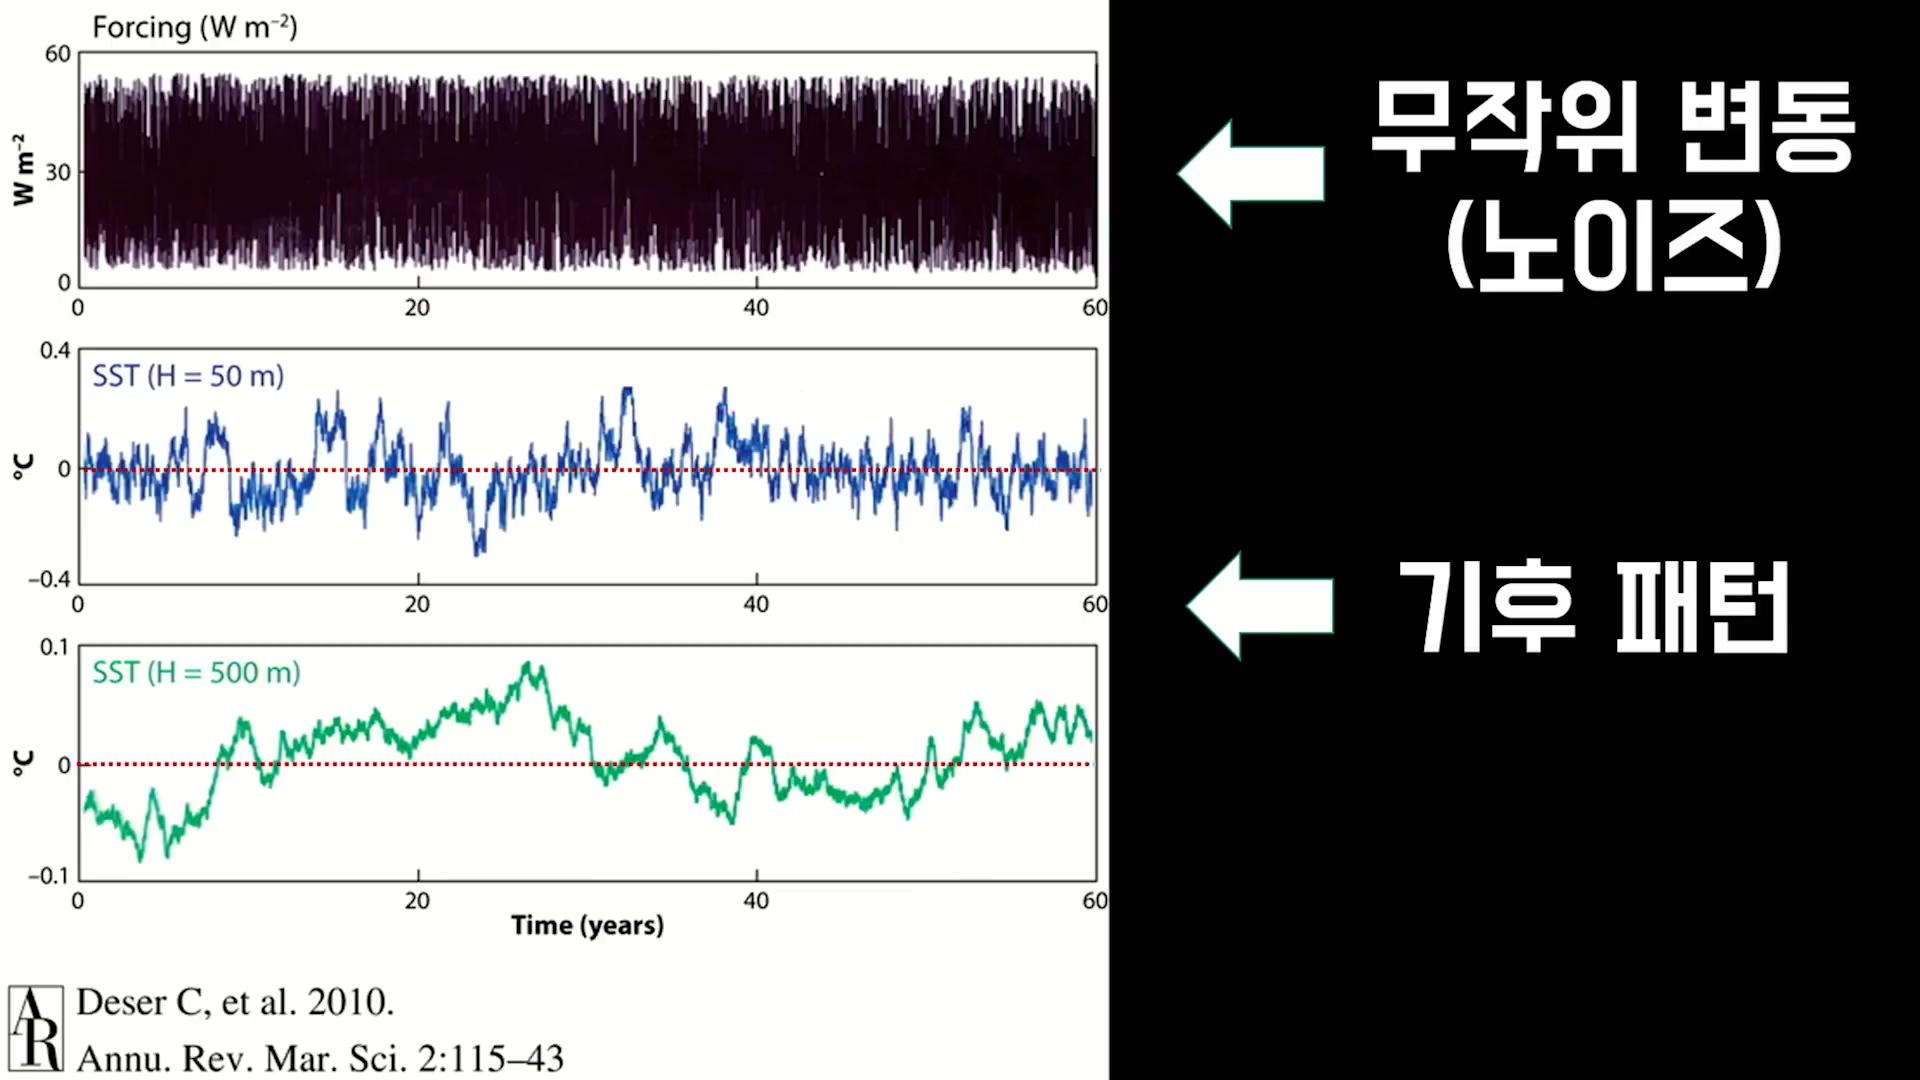 Forcing (W m⁻²)
W m⁻²
60
30
0
0 20 40 60
SST (H = 50 m)
°C
0.4
0
–0.4
0 20 40 60
SST (H = 500 m)
°C
0.1
0
–0.1
0 20 40 60
Time (years)
AR Deser C, et al. 2010.
Annu. Rev. Mar. Sci. 2:115–43
무작위 변동
(노이즈)
기후 패턴